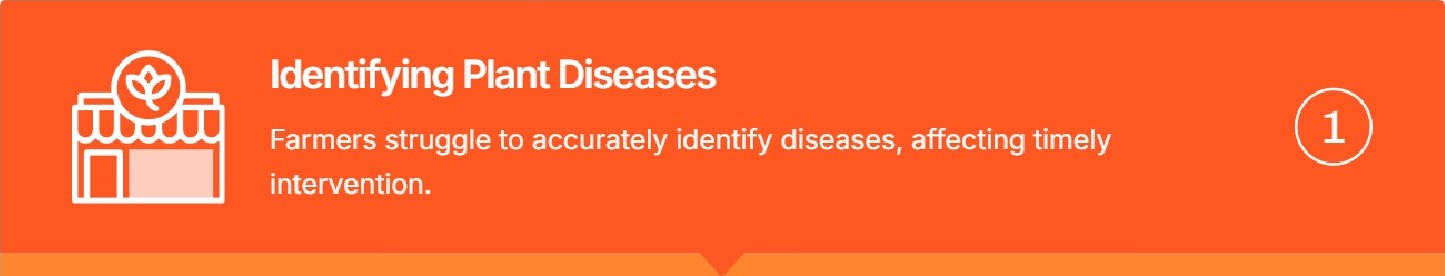 Identifying Plant Diseases
Farmers struggle to accurately identify diseases, affecting timely
intervention.
1